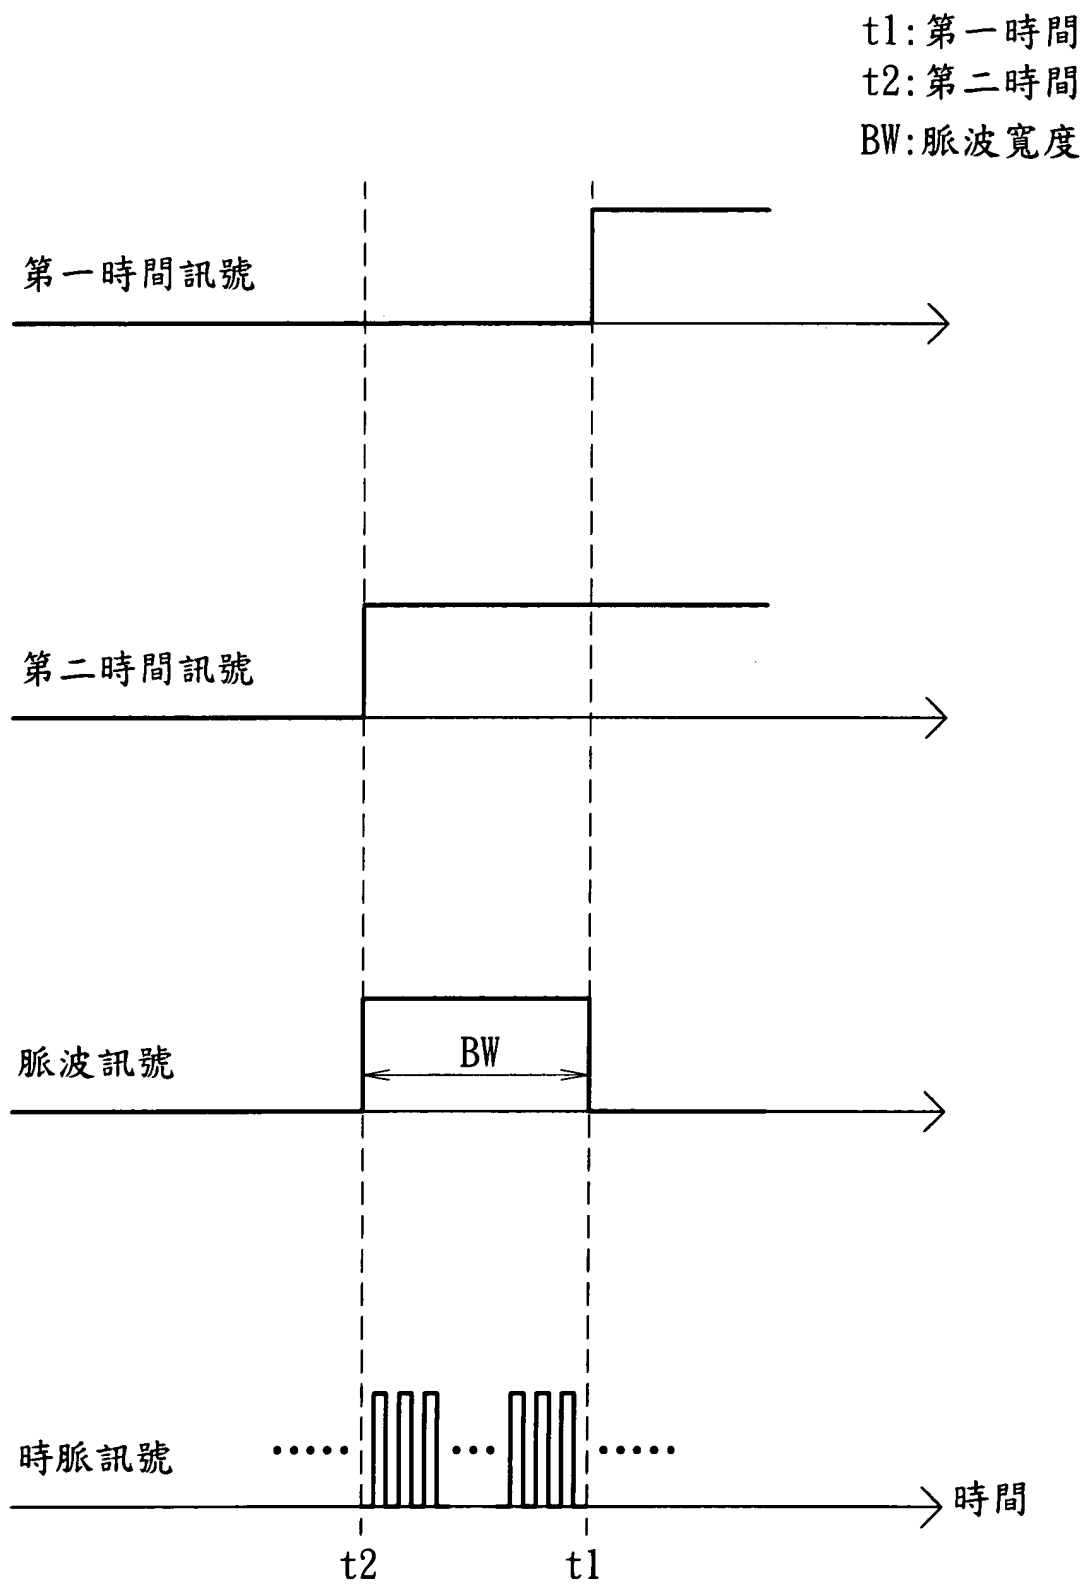 t1:第一時間
t2:第二時間
BW:脈波寬度
第一時間訊號
第二時間訊號
脈波訊號
BW
時脈訊號
時間
t2
t1